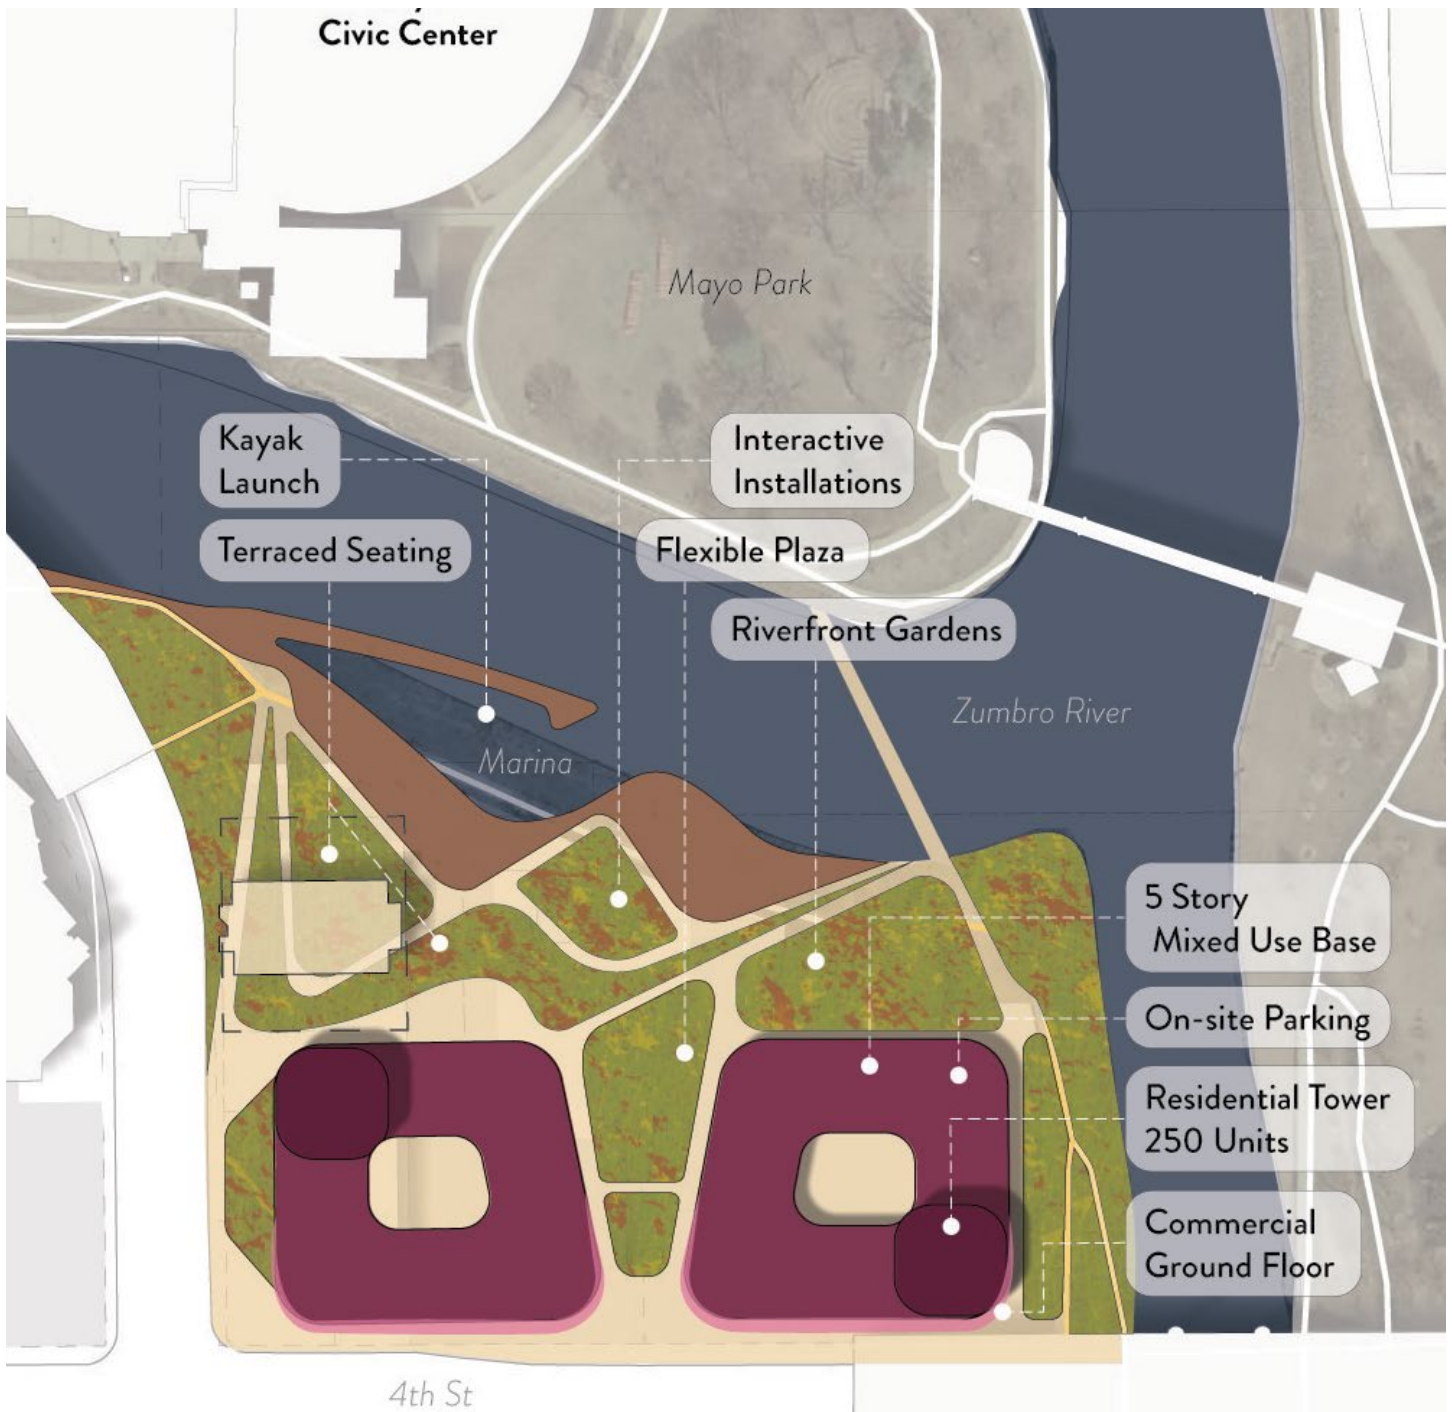 Civic Center
Mayo Park
Kayak
Launch
Interactive
Installations
Terraced Seating
Flexible Plaza
Riverfront Gardens
Zumbro River
Marina
5 Story
Mixed Use Base
On-site Parking
Residential Tower
250 Units
Commercial
Ground Floor
4th St